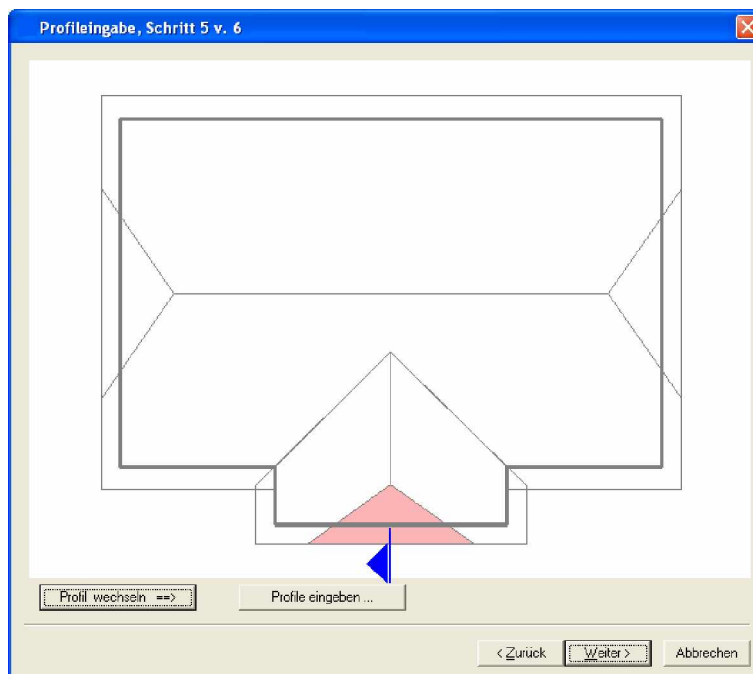 Profileingabe, Schritt 5 v. 6
Profil wechseln ==>
Profile eingeben ...
< Zurück
Weiter >
Abbrechen